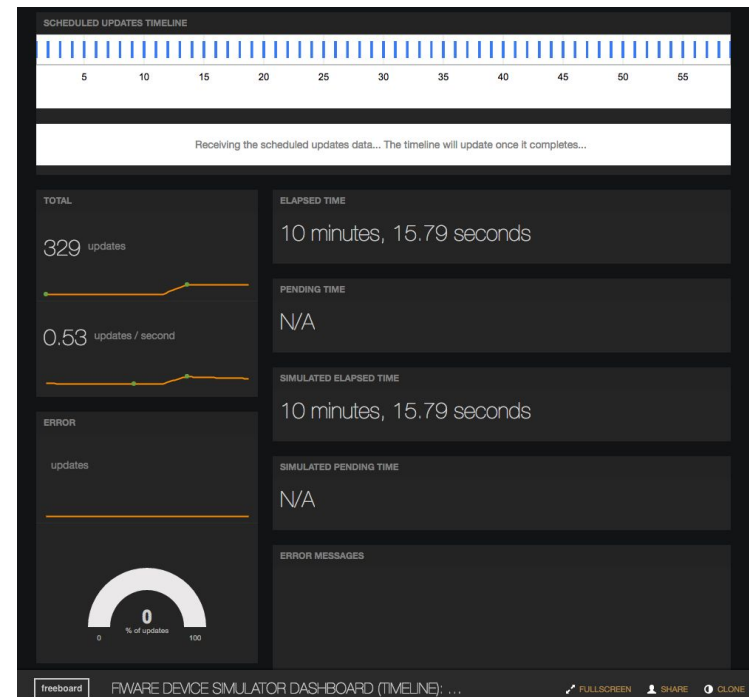 SCHEDULED UPDATES TIMELINE
5 10 15 20 25 30 35 40 45 50 55
Receiving the scheduled updates data... The timeline will update once it completes...
TOTAL
329 updates
0.53 updates / second
ERROR
updates
0
% of updates
0 100
ELAPSED TIME
10 minutes, 15.79 seconds
PENDING TIME
N/A
SIMULATED ELAPSED TIME
10 minutes, 15.79 seconds
SIMULATED PENDING TIME
N/A
ERROR MESSAGES
freeboard FIWARE DEVICE SIMULATOR DASHBOARD (TIMELINE): ... FULLSCREEN SHARE CLONE